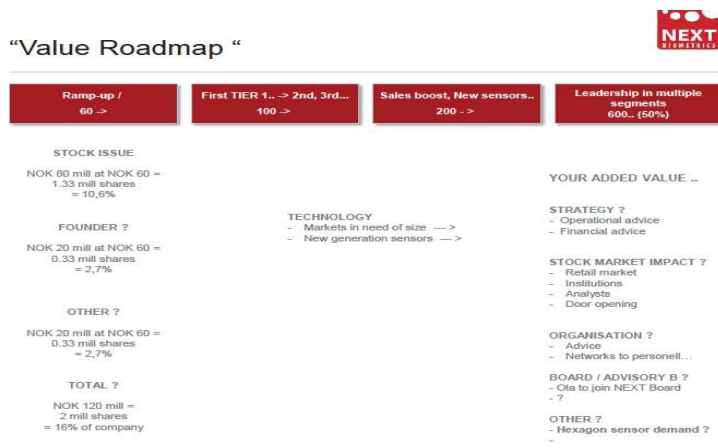 “Value Roadmap “
NEXT
BIOMETRICS
Ramp-up /
60 ->
First TIER 1.. -> 2nd, 3rd...
100 ->
Sales boost, New sensors..
200 - >
Leadership in multiple
segments
600.. (50%)
STOCK ISSUE
NOK 80 mill at NOK 60 =
1.33 mill shares
= 10,6%
FOUNDER ?
NOK 20 mill at NOK 60 =
0.33 mill shares
= 2,7%
OTHER ?
NOK 20 mill at NOK 60 =
0.33 mill shares
= 2,7%
TOTAL ?
NOK 120 mill =
2 mill shares
= 16% of company
TECHNOLOGY
- Markets in need of size --- >
- New generation sensors --- >
YOUR ADDED VALUE ..
STRATEGY ?
- Operational advice
- Financial advice
STOCK MARKET IMPACT ?
- Retail market
- Institutions
- Analysts
- Door opening
ORGANISATION ?
- Advice
- Networks to personell...
BOARD / ADVISORY B ?
- Ola to join NEXT Board
- ?
OTHER ?
- Hexagon sensor demand ?
-